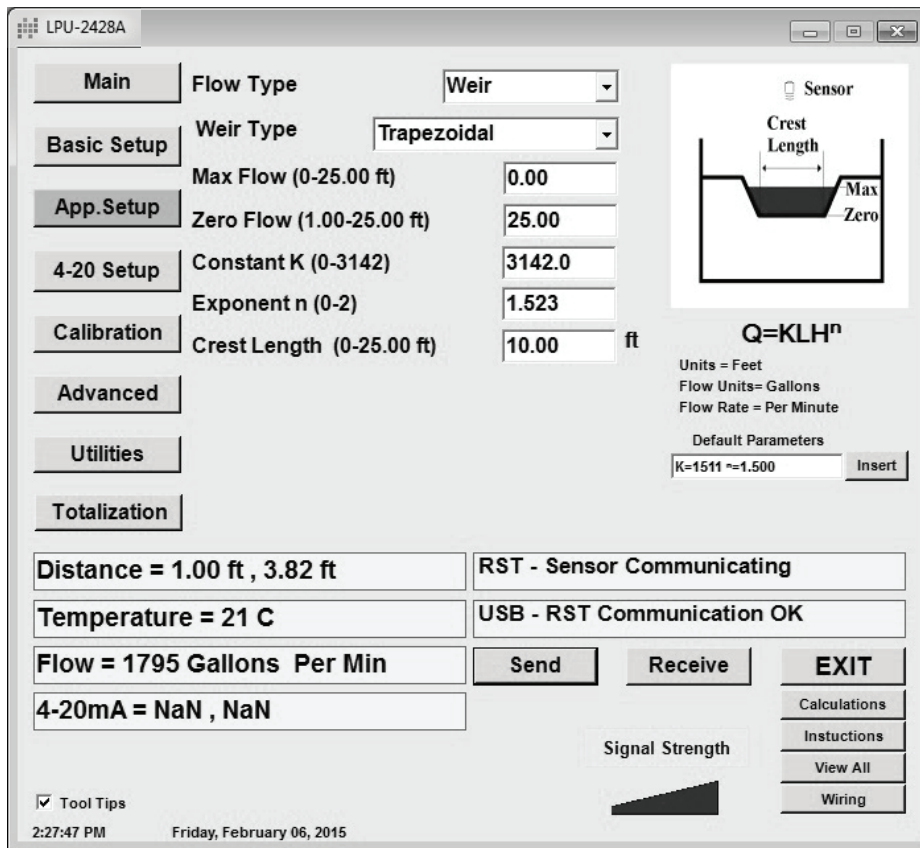 LPU-2428A
Main
Basic Setup
App.Setup
4-20 Setup
Calibration
Advanced
Utilities
Totalization
Flow Type Weir
Weir Type Trapezoidal
Max Flow (0-25.00 ft) 0.00
Zero Flow (1.00-25.00 ft) 25.00
Constant K (0-3142) 3142.0
Exponent n (0-2) 1.523
Crest Length (0-25.00 ft) 10.00 ft
Sensor
Crest
Length
Max
Zero
Q=KLHⁿ
Units = Feet
Flow Units= Gallons
Flow Rate = Per Minute
Default Parameters
K=1511 ⁿ=1.500 Insert
Distance = 1.00 ft , 3.82 ft
Temperature = 21 C
Flow = 1795 Gallons Per Min
4-20mA = NaN , NaN
RST - Sensor Communicating
USB - RST Communication OK
Send Receive EXIT
Calculations
Instuctions
View All
Wiring
Signal Strength
Tool Tips
2:27:47 PM Friday, February 06, 2015